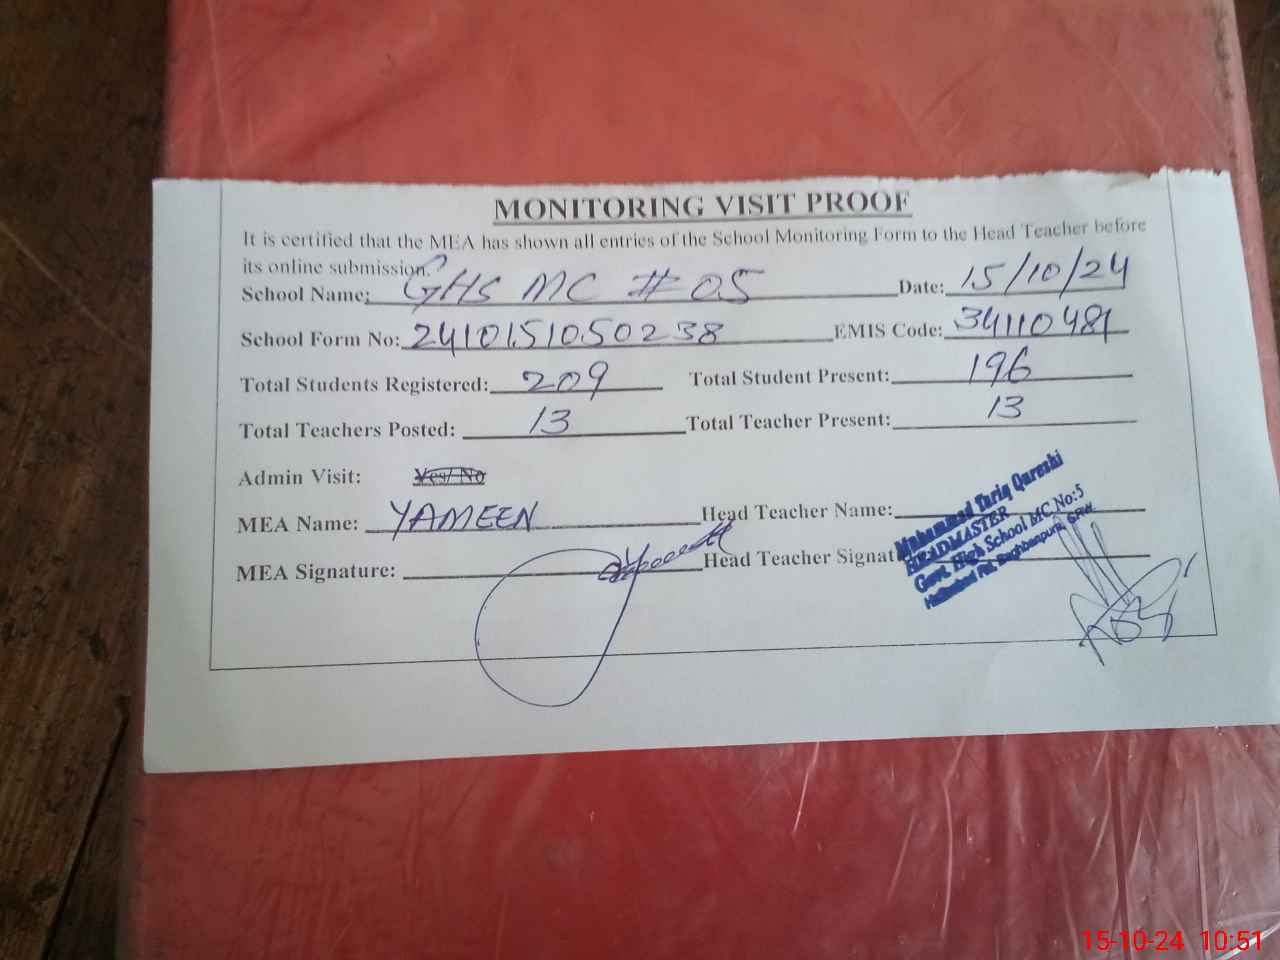 MONITORING VISIT PROOF
It is certified that the MEA has shown all entries of the School Monitoring Form to the Head Teacher before
its online submission.
School Name: GHS MC # 05 Date: 15/10/24
School Form No: 2410151050238 EMIS Code: 34110481
Total Students Registered: 209 Total Student Present: 196
Total Teachers Posted: 13 Total Teacher Present: 13
Admin Visit: Yes/ No
MEA Name: YAMEEN Head Teacher Name:
MEA Signature: Head Teacher Signat
Muhammad Tariq Qureshi
HEADMASTER
Govt. High School MC No:5
15-10-24 10:51